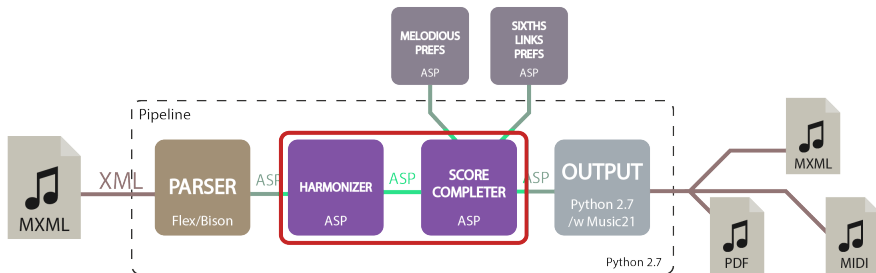 MELODIOUS
PREFS
ASP
SIXTHS
LINKS
PREFS
ASP
Pipeline
MXML
XML
PARSER
Flex/Bison
ASP
HARMONIZER
ASP
ASP
SCORE
COMPLETER
ASP
ASP
OUTPUT
Python 2.7
/w Music21
Python 2.7
MXML
PDF
MIDI